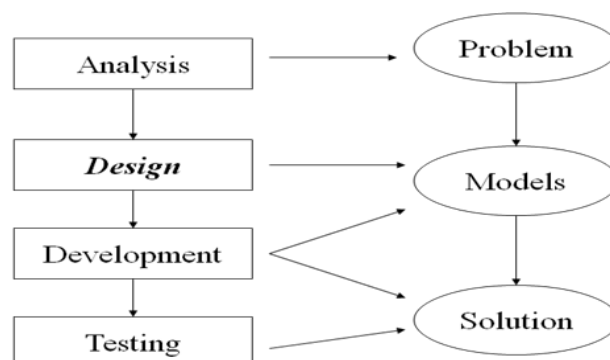 Analysis
Problem
Design
Models
Development
Solution
Testing